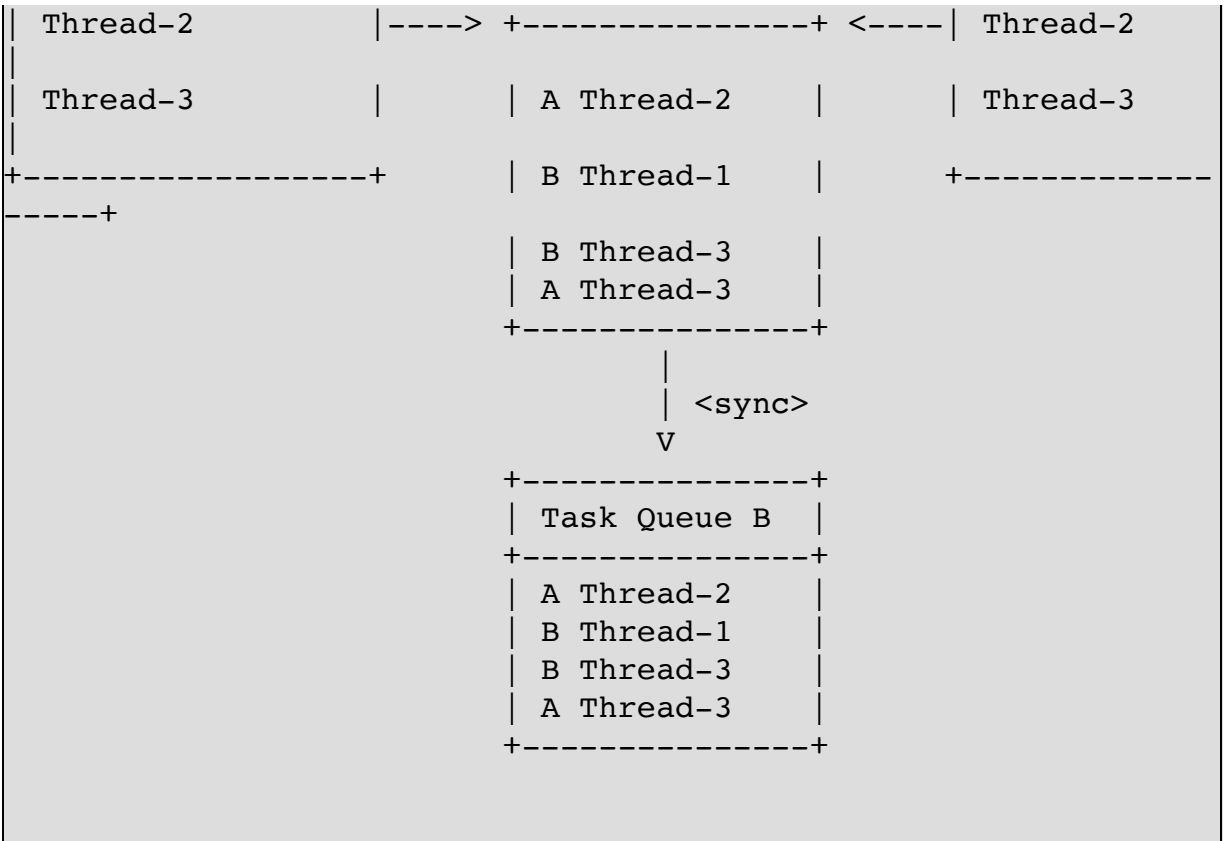 | Thread-2         |----> +---------------+ <----| Thread-2
|
| Thread-3         |      | A Thread-2    |      | Thread-3
|
+------------------+      | B Thread-1    |      +-------------
-----+
                          | B Thread-3    |
                          | A Thread-3    |
                          +---------------+
                                  |
                                  | <sync>
                                  V
                          +---------------+
                          | Task Queue B  |
                          +---------------+
                          | A Thread-2    |
                          | B Thread-1    |
                          | B Thread-3    |
                          | A Thread-3    |
                          +---------------+